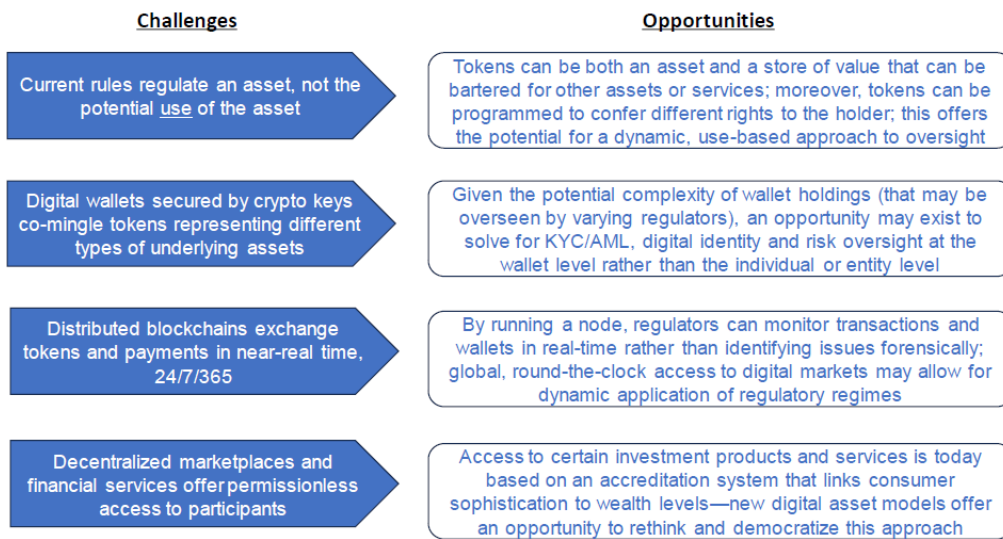 Challenges
Opportunities
Current rules regulate an asset, not the
potential use of the asset
Tokens can be both an asset and a store of value that can be
bartered for other assets or services; moreover, tokens can be
programmed to confer different rights to the holder; this offers
the potential for a dynamic, use-based approach to oversight
Digital wallets secured by crypto keys
co-mingle tokens representing different
types of underlying assets
Given the potential complexity of wallet holdings (that may be
overseen by varying regulators), an opportunity may exist to
solve for KYC/AML, digital identity and risk oversight at the
wallet level rather than the individual or entity level
Distributed blockchains exchange
tokens and payments in near-real time,
24/7/365
By running a node, regulators can monitor transactions and
wallets in real-time rather than identifying issues forensically;
global, round-the-clock access to digital markets may allow for
dynamic application of regulatory regimes
Decentralized marketplaces and
financial services offer permissionless
access to participants
Access to certain investment products and services is today
based on an accreditation system that links consumer
sophistication to wealth levels—new digital asset models offer
an opportunity to rethink and democratize this approach